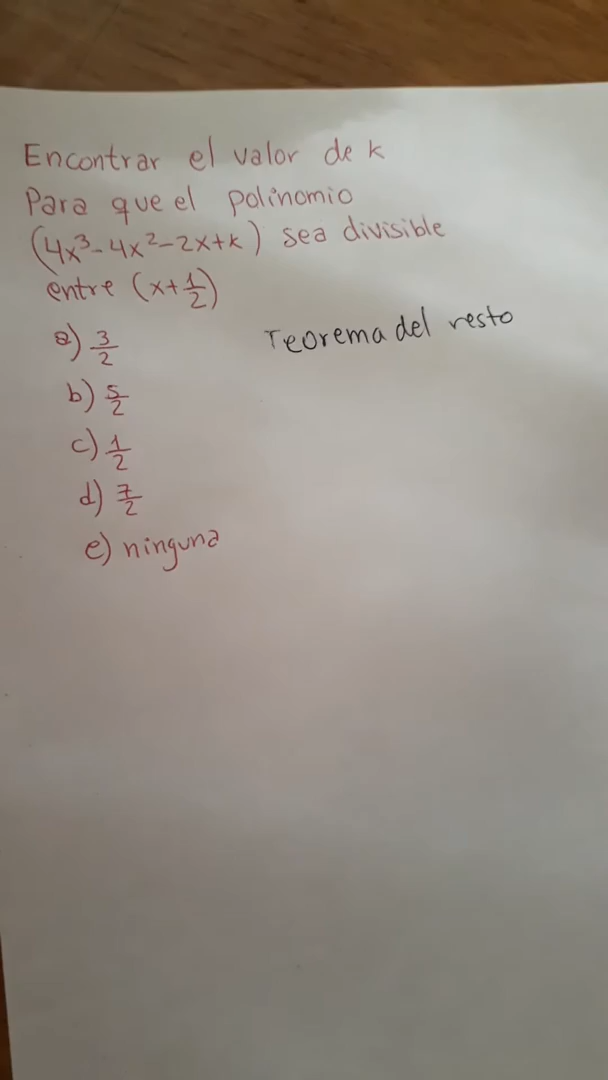 Encontrar el valor de k
Para que el polinomio
(4x³-4x²-2x+k) sea divisible
entre (x+1/2)
a) 3/2
Teorema del resto
b) 5/2
c) 1/2
d) 7/2
e) ninguna